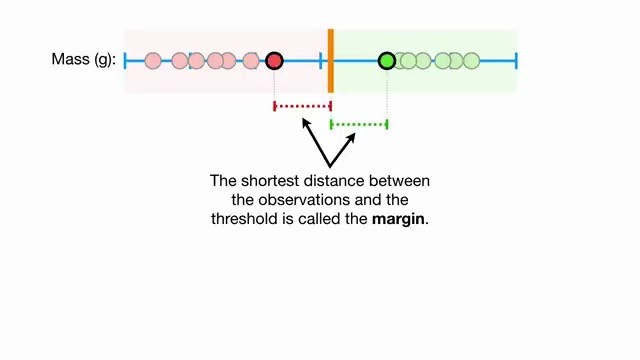 Mass (g):
The shortest distance between
the observations and the
threshold is called the margin.